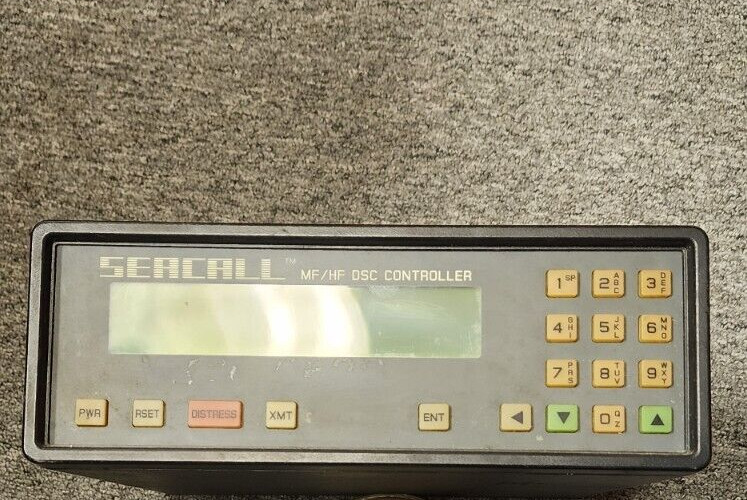 SEACALL™ MF/HF DSC CONTROLLER
1 SP 2 ABC 3 DEF
4 GHI 5 JKL 6 MNO
7 PRS 8 TUV 9 WXY
PWR RSET DISTRESS XMT ENT 0 QZ